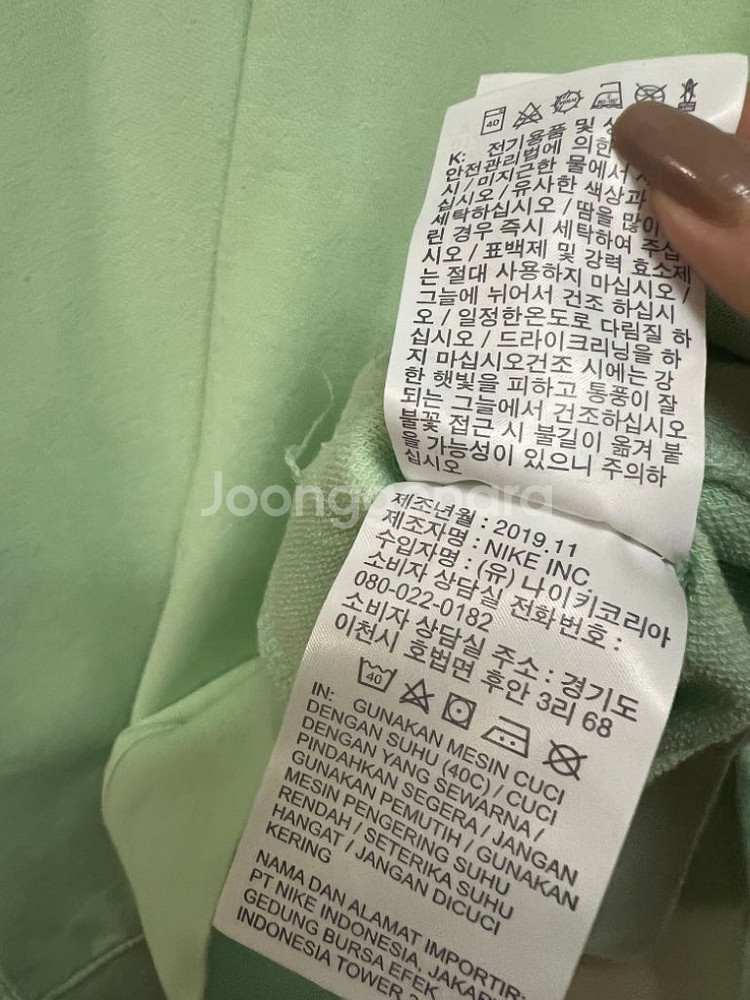 40
K: 전기용품 및
안전관리법에 의한
시 / 미지근한 물에서
십시오 / 유사한 색상과
세탁하십시오 / 땀을 많이
린 경우 즉시 세탁하여 주십
시오 / 표백제 및 강력 효소제
는 절대 사용하지 마십시오 /
그늘에 뉘어서 건조 하십시
오 / 일정한온도로 다림질 하
십시오 / 드라이크리닝을 하
지 마십시오건조 시에는 강
한 햇빛을 피하고 통풍이 잘
되는 그늘에서 건조하십시오
불꽃 접근 시 불길이 옮겨 붙
을 가능성이 있으니 주의하
십시오
Joonggonara
제조년월 : 2019.11
제조자명 : NIKE INC.
수입자명 : (유) 나이키코리아
소비자 상담실 전화번호 :
080-022-0182
소비자 상담실 주소 : 경기도
이천시 호법면 후안 3리 68
40
IN: GUNAKAN MESIN CUCI
DENGAN SUHU (40C) / CUCI
DENGAN YANG SEWARNA /
PINDAHKAN SEGERA / JANGAN
GUNAKAN PEMUTIH / GUNAKAN
MESIN PENGERING SUHU
RENDAH / SETERIKA SUHU
HANGAT / JANGAN DICUCI
KERING
NAMA DAN ALAMAT IMPORTIR:
PT NIKE INDONESIA, JAKAR
GEDUNG BURSA EFEK
INDONESIA TOWER